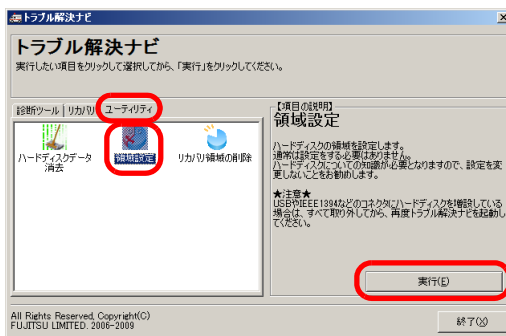 トラブル解決ナビ
トラブル解決ナビ
実行したい項目をクリックして選択してから、「実行」をクリックしてください。
診断ツール リカバリ ユーティリティ
ハードディスクデータ
消去
領域設定
リカバリ領域の削除
【項目の説明】
領域設定
ハードディスクの領域を設定します。
通常は設定をする必要はありません。
ハードディスクについての知識が必要となりますので、設定を変
更しないことをお勧めします。
★注意★
USBやIEEE1394などのコネクタにハードディスクを増設している
場合は、すべて取り外してから、再度トラブル解決ナビを起動し
てください。
実行(E)
All Rights Reserved, Copyright(C)
FUJITSU LIMITED. 2006-2009
終了(X)